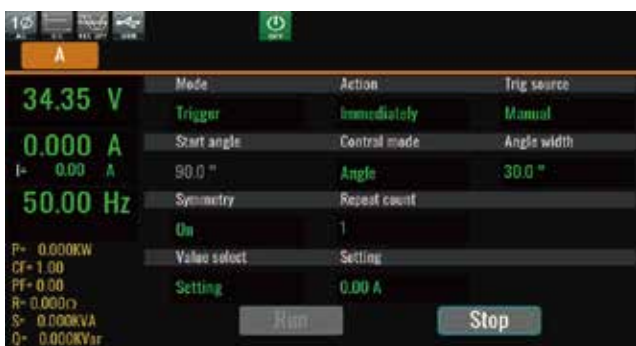 1Ø
OFF
A
Mode Action Trig source
34.35 V
Trigger Immediately Manual
Start angle Control mode Angle width
0.000 A
I= 0.00 A
90.0 ° Angle 30.0 °
Symmetry Repeat count
50.00 Hz
On 1
P= 0.000KW
Value select Setting
CF= 1.00
PF= 0.00
Setting 0.00 A
R= 0.000Ω
S= 0.000KVA
Run Stop
Q= 0.000KVar